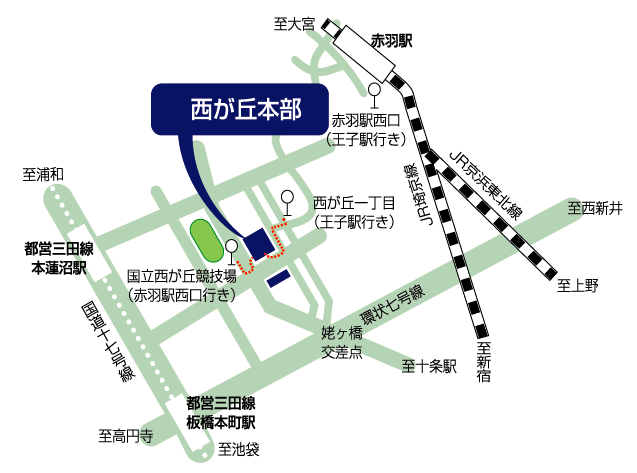 至大宮
赤羽駅
西が丘本部
赤羽駅西口
(王子駅行き)
JR埼京線
JR京浜東北線
至浦和
西が丘一丁目
(王子駅行き)
至西新井
都営三田線
本蓮沼駅
国立西が丘競技場
(赤羽駅西口行き)
至上野
国道十七号線
環状七号線
姥ヶ橋
交差点
至新宿
至十条駅
都営三田線
板橋本町駅
至高円寺
至池袋